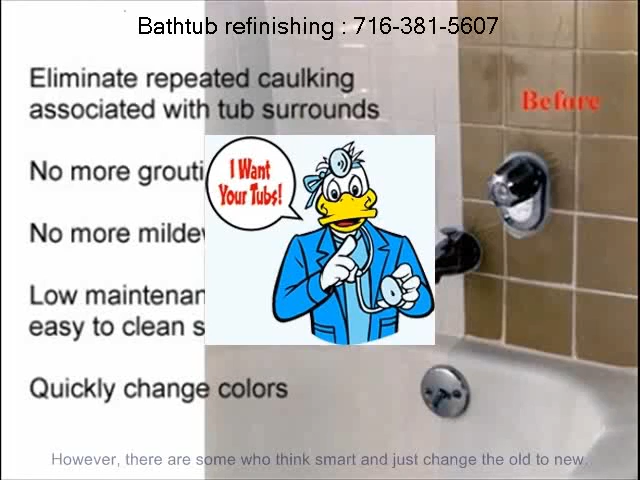 Bathtub refinishing : 716-381-5607
Eliminate repeated caulking
associated with tub surrounds
Before
No more grouti
I Want
Your Tubs!
No more milde
Low maintenan
easy to clean s
Quickly change colors
However, there are some who think smart and just change the old to new.